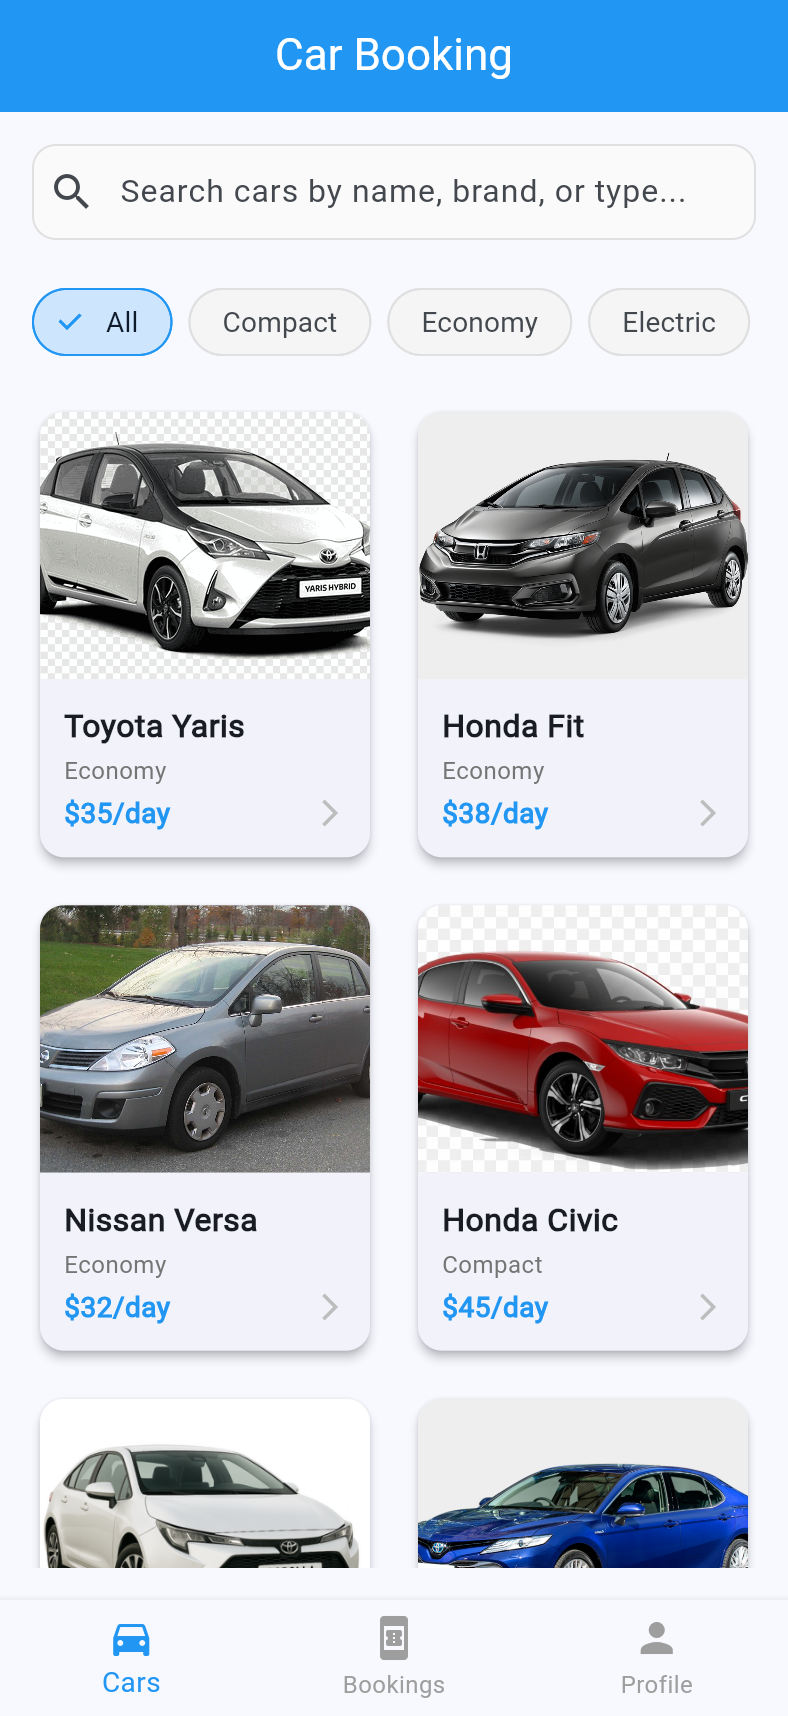 Car Booking
Search cars by name, brand, or type...
All
Compact
Economy
Electric
YARIS HYBRID
Toyota Yaris
Economy
$35/day
Honda Fit
Economy
$38/day
Nissan Versa
Economy
$32/day
Honda Civic
Compact
$45/day
Cars
Bookings
Profile